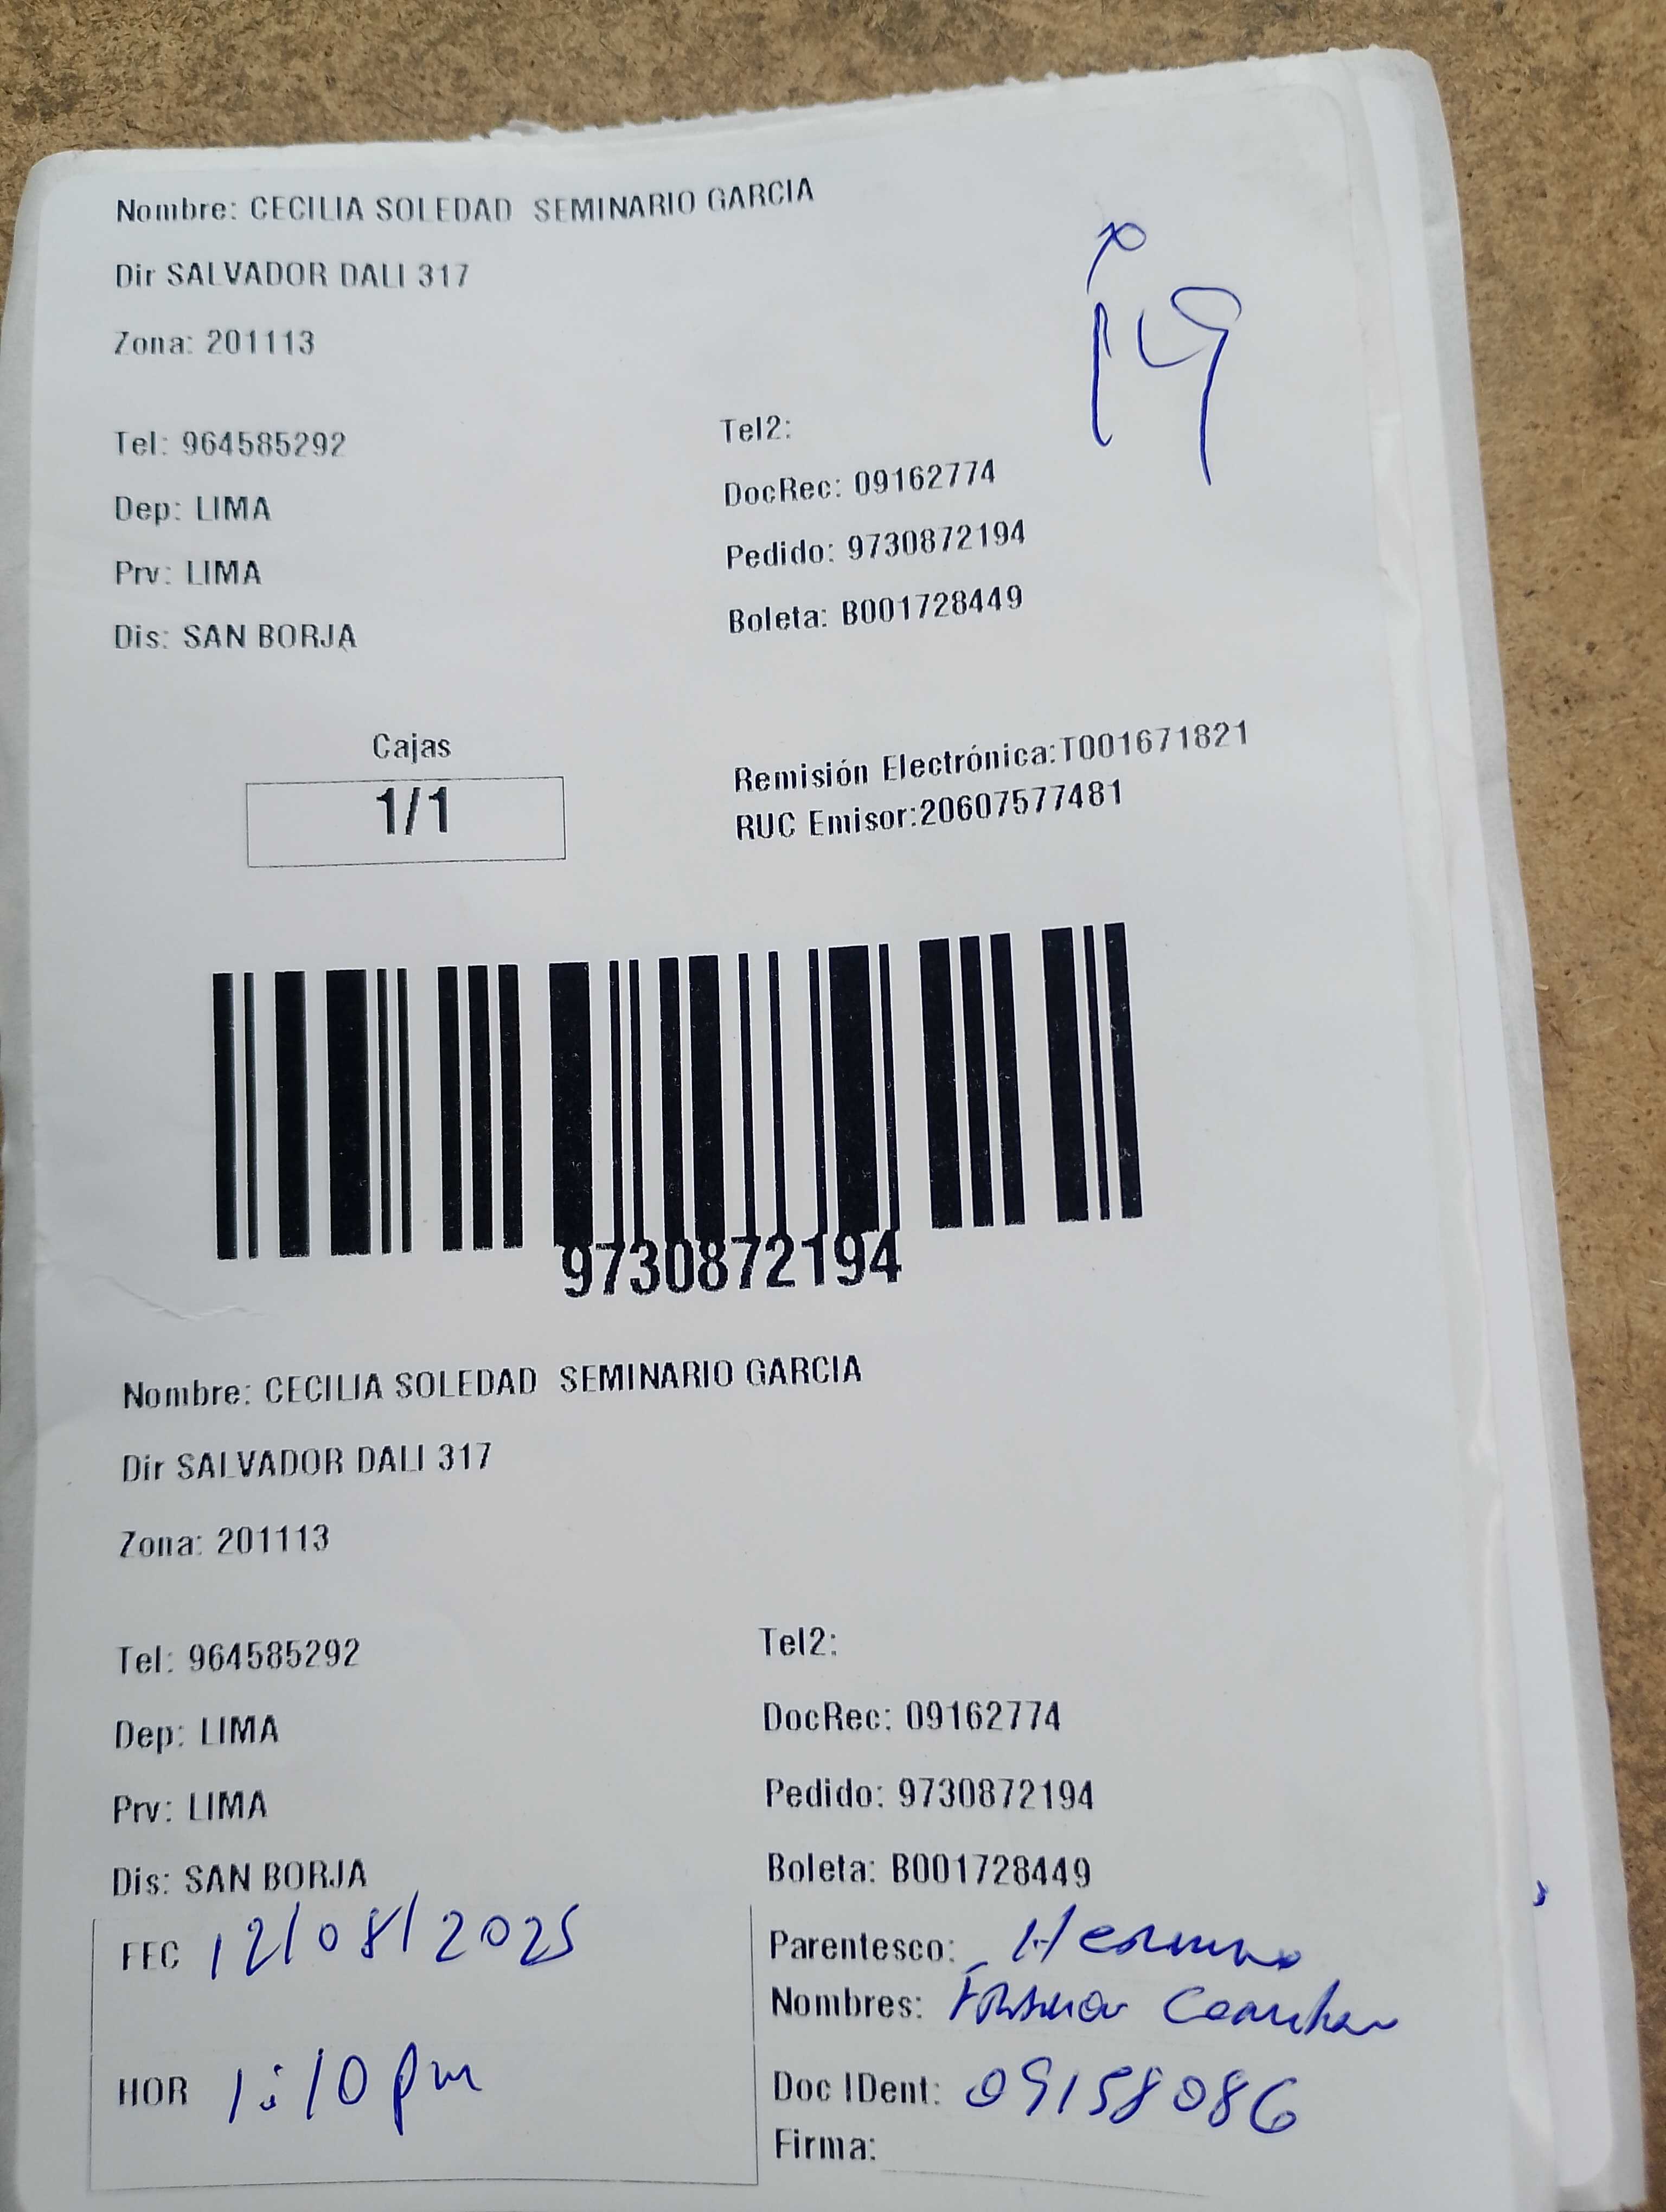 Nombre: CECILIA SOLEDAD SEMINARIO GARCIA
Dir SALVADOR DALI 317
Zona: 201113
Tel: 964585292
Tel2:
Dep: LIMA
DocRec: 09162774
Prv: LIMA
Pedido: 9730872194
Dis: SAN BORJA
Boleta: B001728449
Cajas
1/1
Remisión Electrónica:T001671821
RUC Emisor:20607577481
9730872194
Nombre: CECILIA SOLEDAD SEMINARIO GARCIA
Dir SALVADOR DALI 317
Zona: 201113
Tel: 964585292
Tel2:
Dep: LIMA
DocRec: 09162774
Prv: LIMA
Pedido: 9730872194
Dis: SAN BORJA
Boleta: B001728449
FEC 12/08/2025
Parentesco: Hermano
Nombres:
HOR 1:10 pm
Doc IDent: 09158086
Firma: